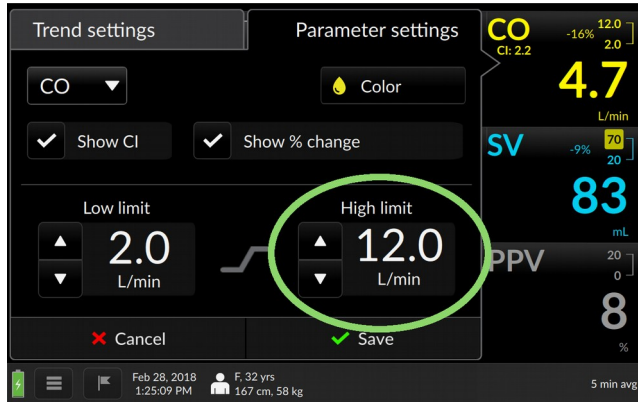 Trend settings
Parameter settings
CO
Color
Show CI
Show % change
Low limit
2.0
L/min
High limit
12.0
L/min
Cancel
Save
CO
CI: 2.2
-16%
12.0
2.0
4.7
L/min
SV
-9%
70
20
83
mL
PPV
20
0
8
%
Feb 28, 2018
1:25:09 PM
F, 32 yrs
167 cm, 58 kg
5 min avg